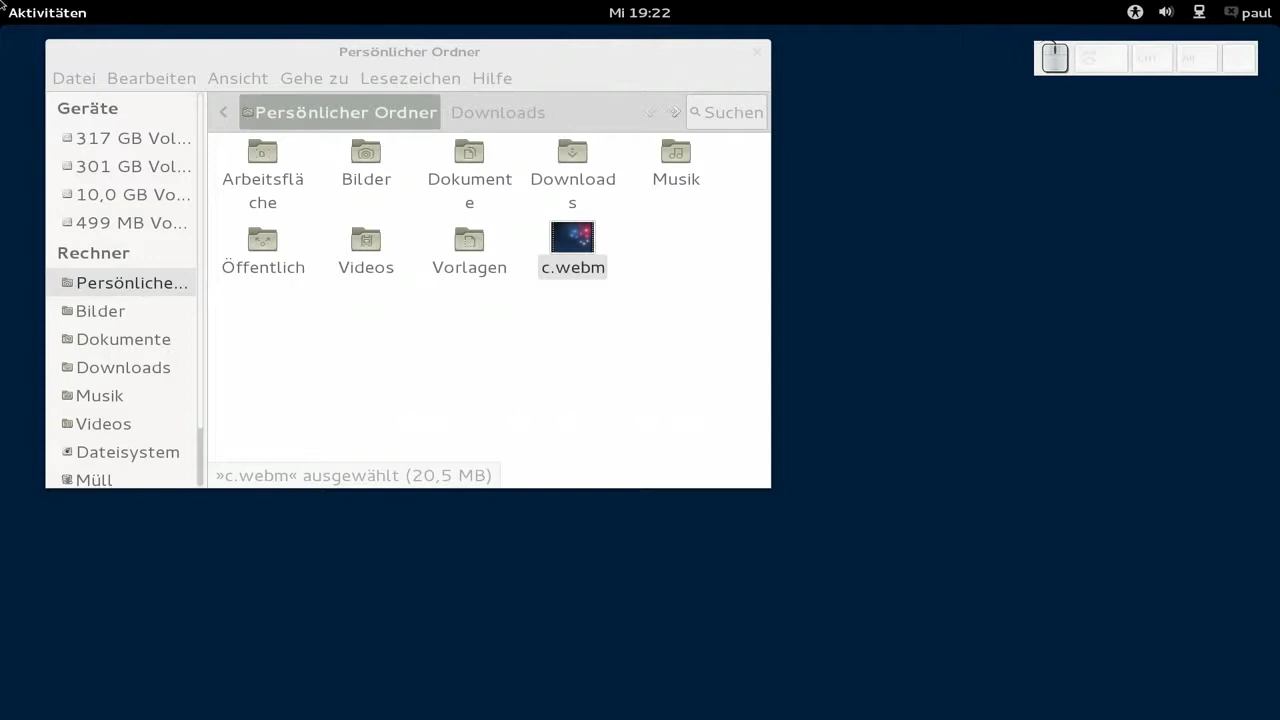 Aktivitäten
Mi 19:22
paul
Persönlicher Ordner
Datei Bearbeiten Ansicht Gehe zu Lesezeichen Hilfe
Geräte
317 GB Vol...
301 GB Vol...
10,0 GB Vo...
499 MB Vo...
Rechner
Persönliche...
Bilder
Dokumente
Downloads
Musik
Videos
Dateisystem
Müll
Persönlicher Ordner
Downloads
Suchen
Arbeitsflä
che
Bilder
Dokument
e
Download
s
Musik
Öffentlich
Videos
Vorlagen
c.webm
»c.webm« ausgewählt (20,5 MB)